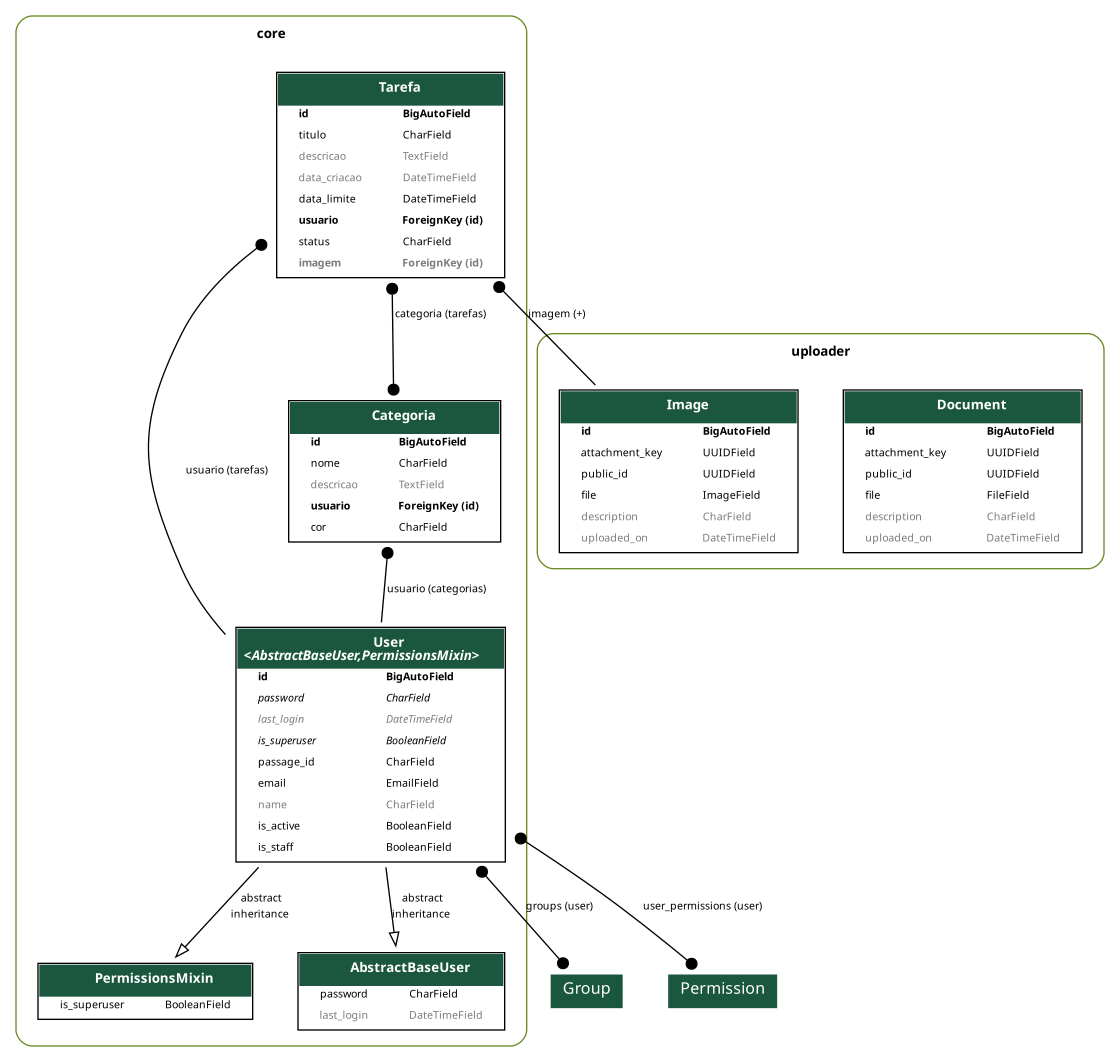 core
Tarefa
id BigAutoField
titulo CharField
descricao TextField
data_criacao DateTimeField
data_limite DateTimeField
usuario ForeignKey (id)
status CharField
imagem ForeignKey (id)
categoria (tarefas)
imagem (+)
uploader
Image
id BigAutoField
attachment_key UUIDField
public_id UUIDField
file ImageField
description CharField
uploaded_on DateTimeField
Document
id BigAutoField
attachment_key UUIDField
public_id UUIDField
file FileField
description CharField
uploaded_on DateTimeField
Categoria
id BigAutoField
nome CharField
descricao TextField
usuario ForeignKey (id)
cor CharField
usuario (tarefas)
usuario (categorias)
User
<AbstractBaseUser,PermissionsMixin>
id BigAutoField
password CharField
last_login DateTimeField
is_superuser BooleanField
passage_id CharField
email EmailField
name CharField
is_active BooleanField
is_staff BooleanField
abstract
inheritance
abstract
inheritance
groups (user)
user_permissions (user)
PermissionsMixin
is_superuser BooleanField
AbstractBaseUser
password CharField
last_login DateTimeField
Group
Permission